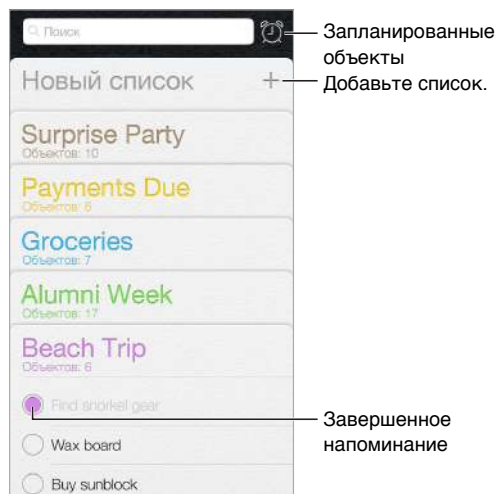 Поиск
Запланированные
объекты
Новый список
Добавьте список.
Surprise Party
Объектов: 10
Payments Due
Объектов: 6
Groceries
Объектов: 7
Alumni Week
Объектов: 17
Beach Trip
Объектов: 6
Find snorkel gear
Завершенное
напоминание
Wax board
Buy sunblock